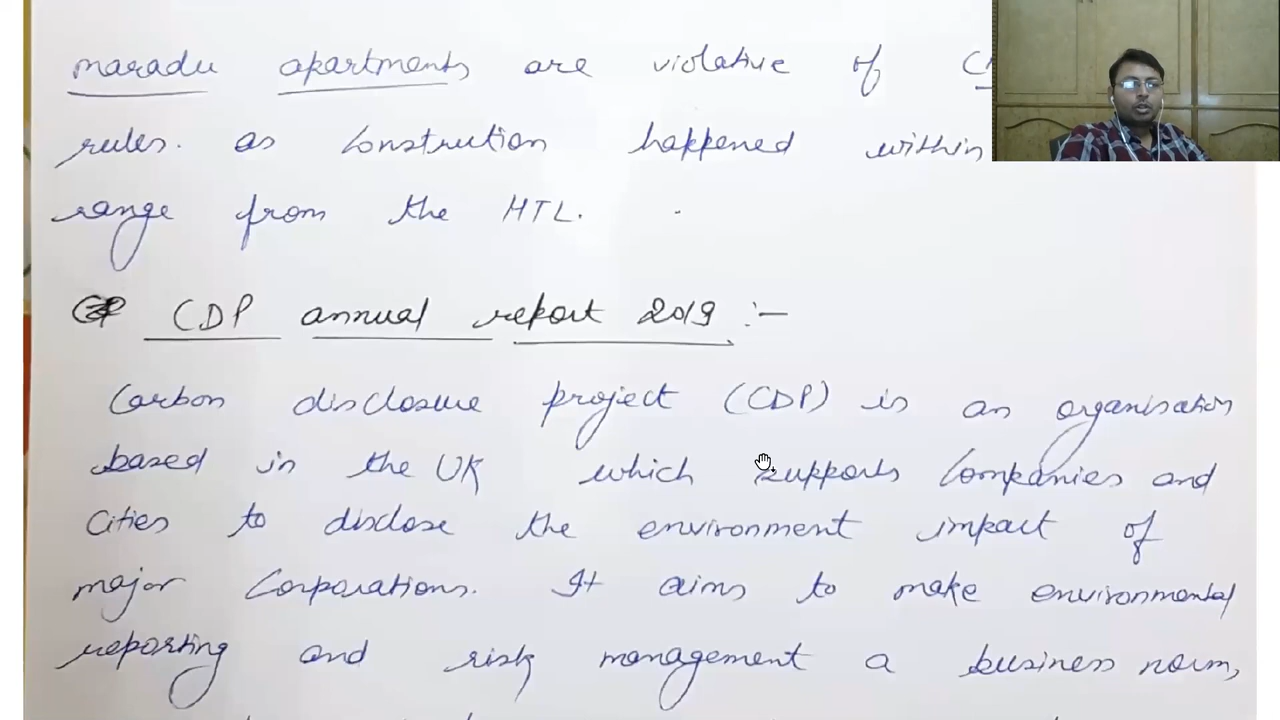 maradu apartments are violative of
rules. as construction happened within
range from the HTL.
CDP annual report 2019 :-
Carbon disclosure project (CDP) is an organisation
based in the UK which supports companies and
cities to disclose the environment impact of
major corporations. It aims to make environmental
reporting and risk management a business norm,